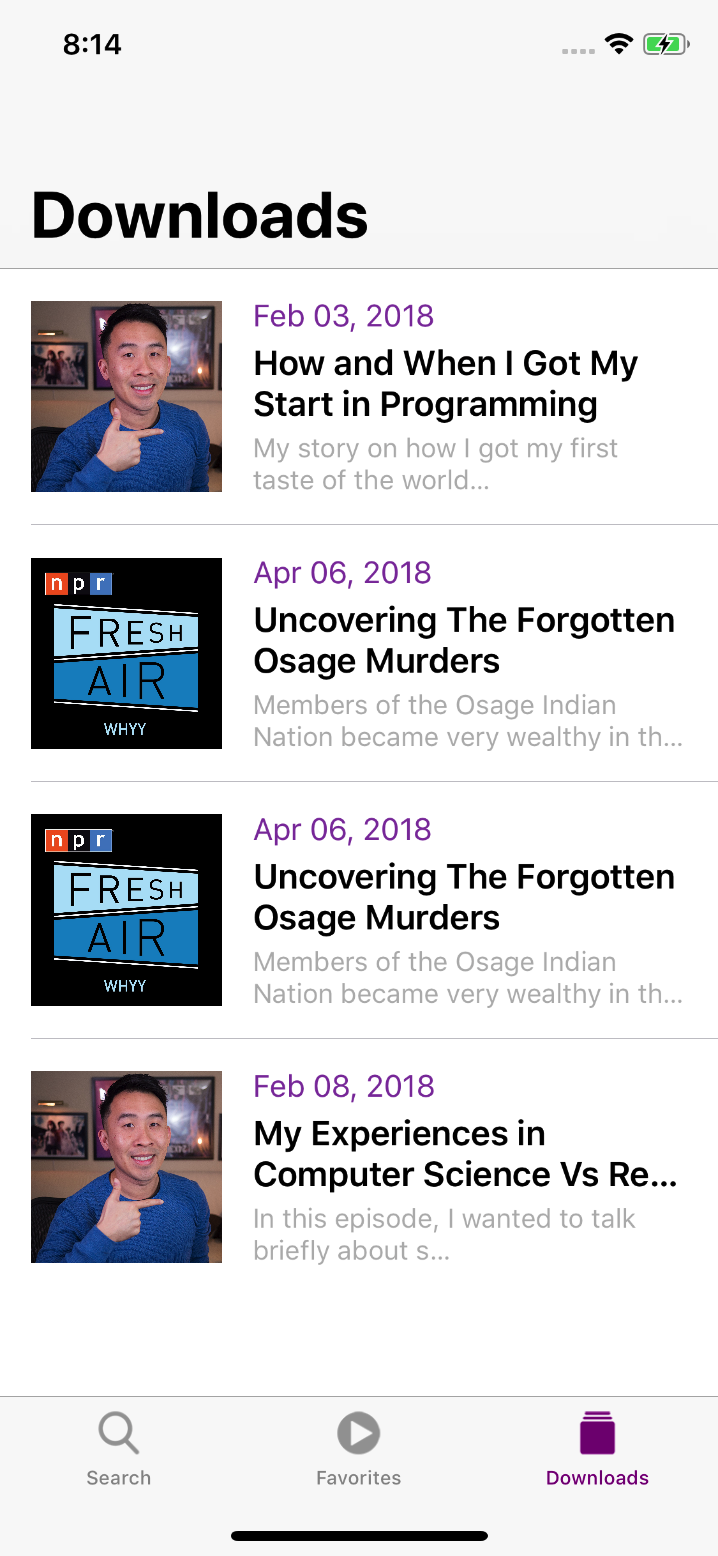 8:14
Downloads
Feb 03, 2018
How and When I Got My
Start in Programming
My story on how I got my first
taste of the world...
npr
FRESH
AIR
WHYY
Apr 06, 2018
Uncovering The Forgotten
Osage Murders
Members of the Osage Indian
Nation became very wealthy in th...
npr
FRESH
AIR
WHYY
Apr 06, 2018
Uncovering The Forgotten
Osage Murders
Members of the Osage Indian
Nation became very wealthy in th...
Feb 08, 2018
My Experiences in
Computer Science Vs Re...
In this episode, I wanted to talk
briefly about s...
Search
Favorites
Downloads